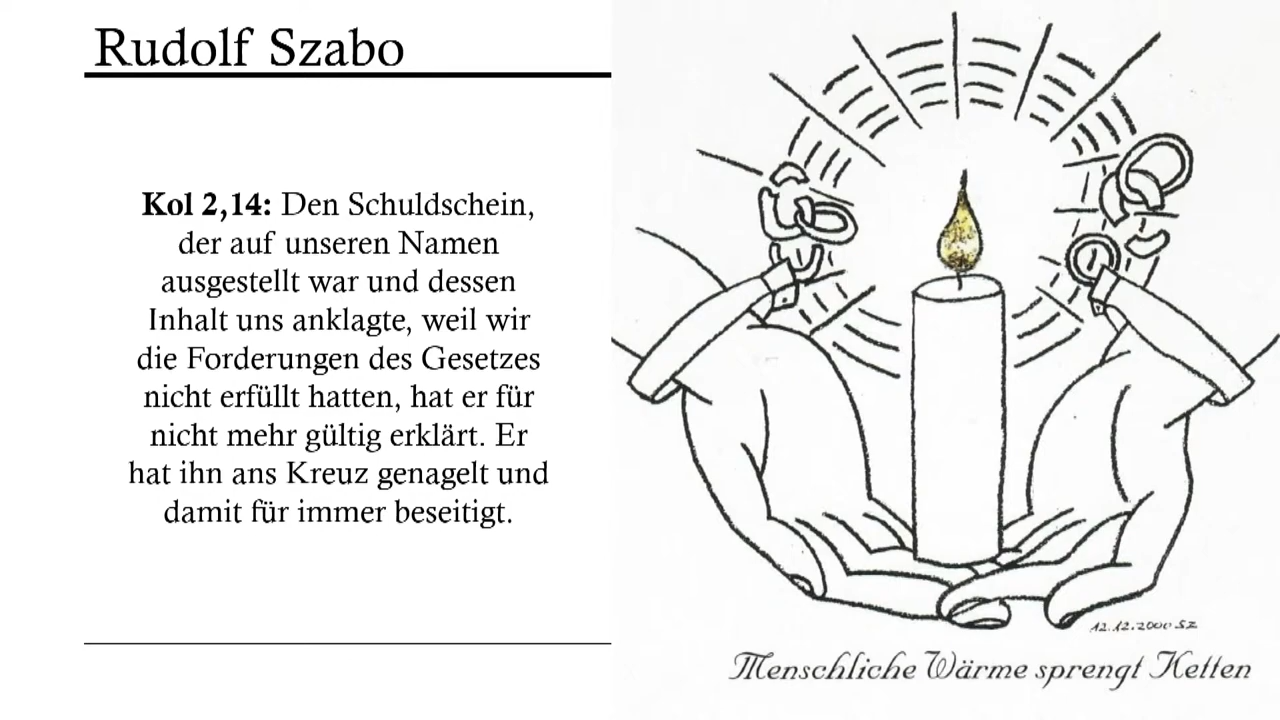 Rudolf Szabo
Kol 2,14: Den Schuldschein,
der auf unseren Namen
ausgestellt war und dessen
Inhalt uns anklagte, weil wir
die Forderungen des Gesetzes
nicht erfüllt hatten, hat er für
nicht mehr gültig erklärt. Er
hat ihn ans Kreuz genagelt und
damit für immer beseitigt.
12.12.2000 SZ
Menschliche Wärme sprengt Ketten